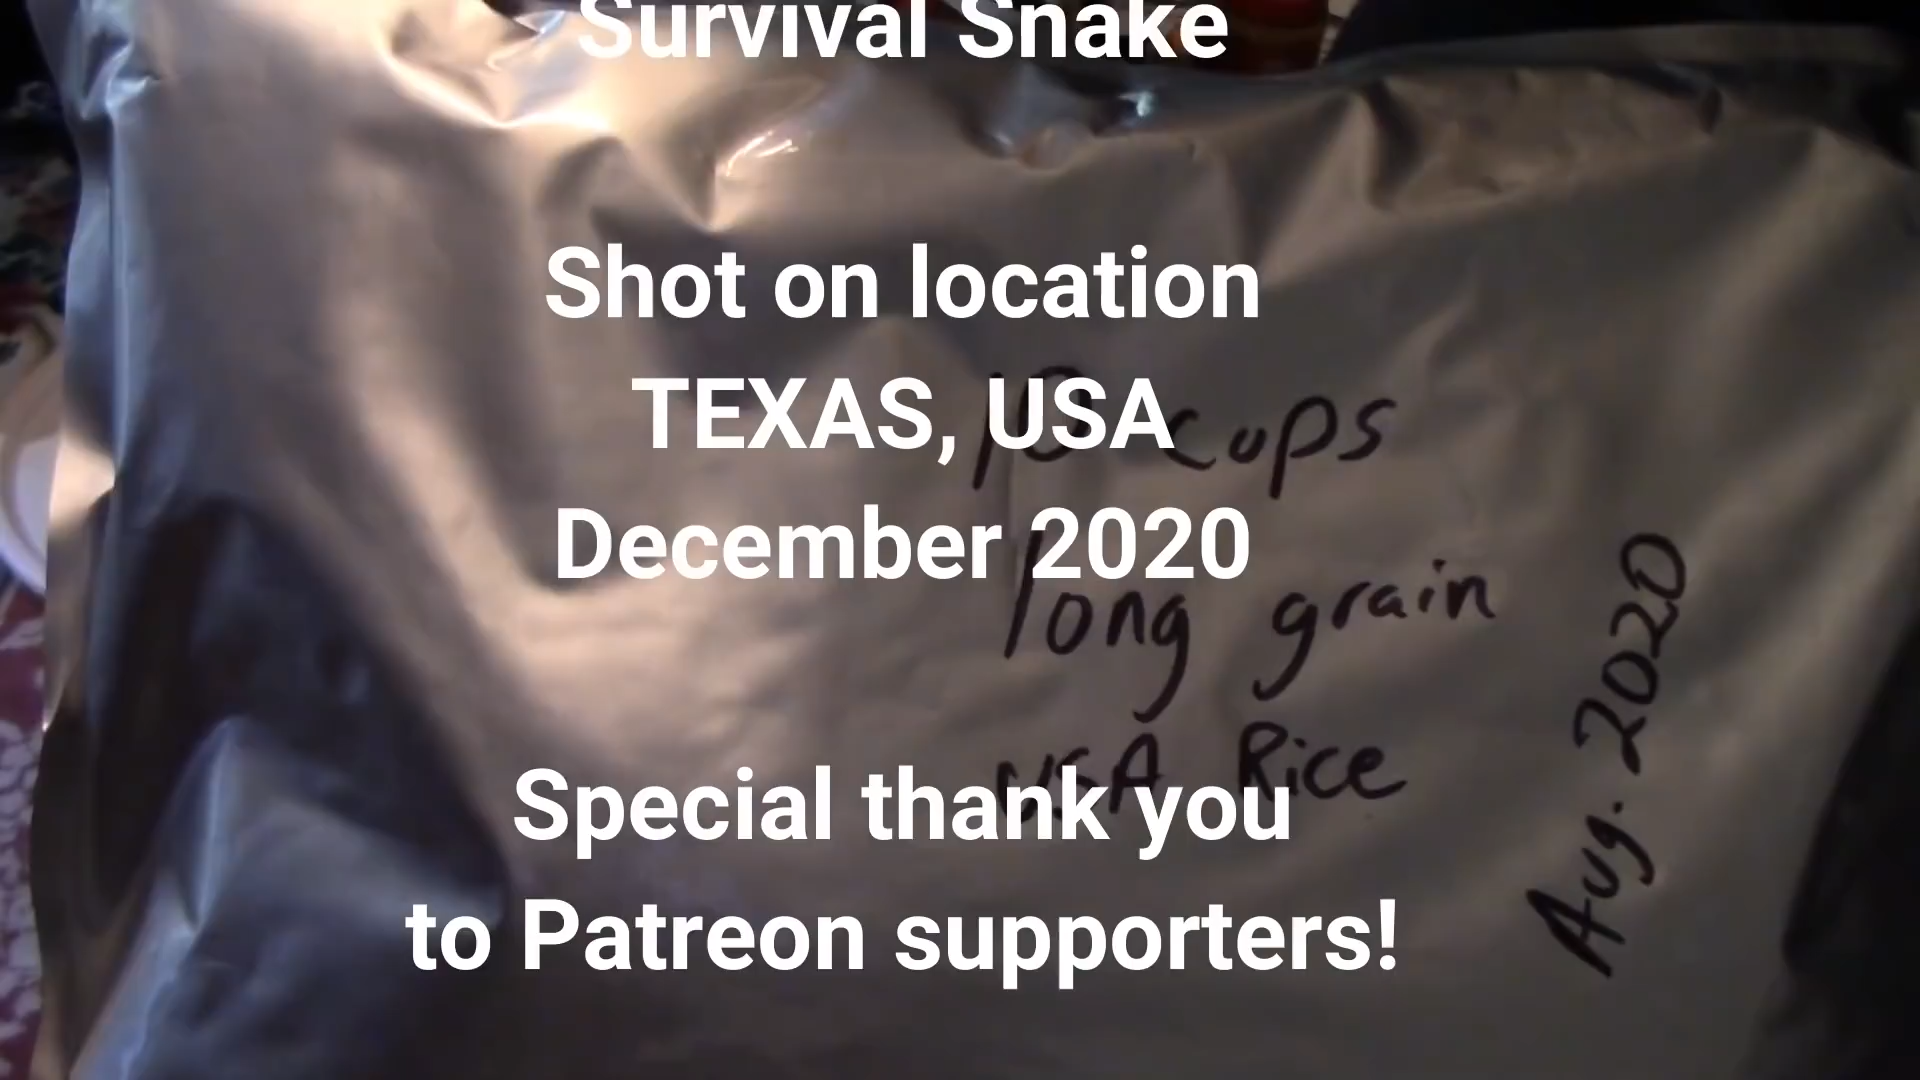 Survival Snake
Shot on location
TEXAS, USA
December 2020
Special thank you
to Patreon supporters!
cups
long grain
USA Rice
Aug. 2020